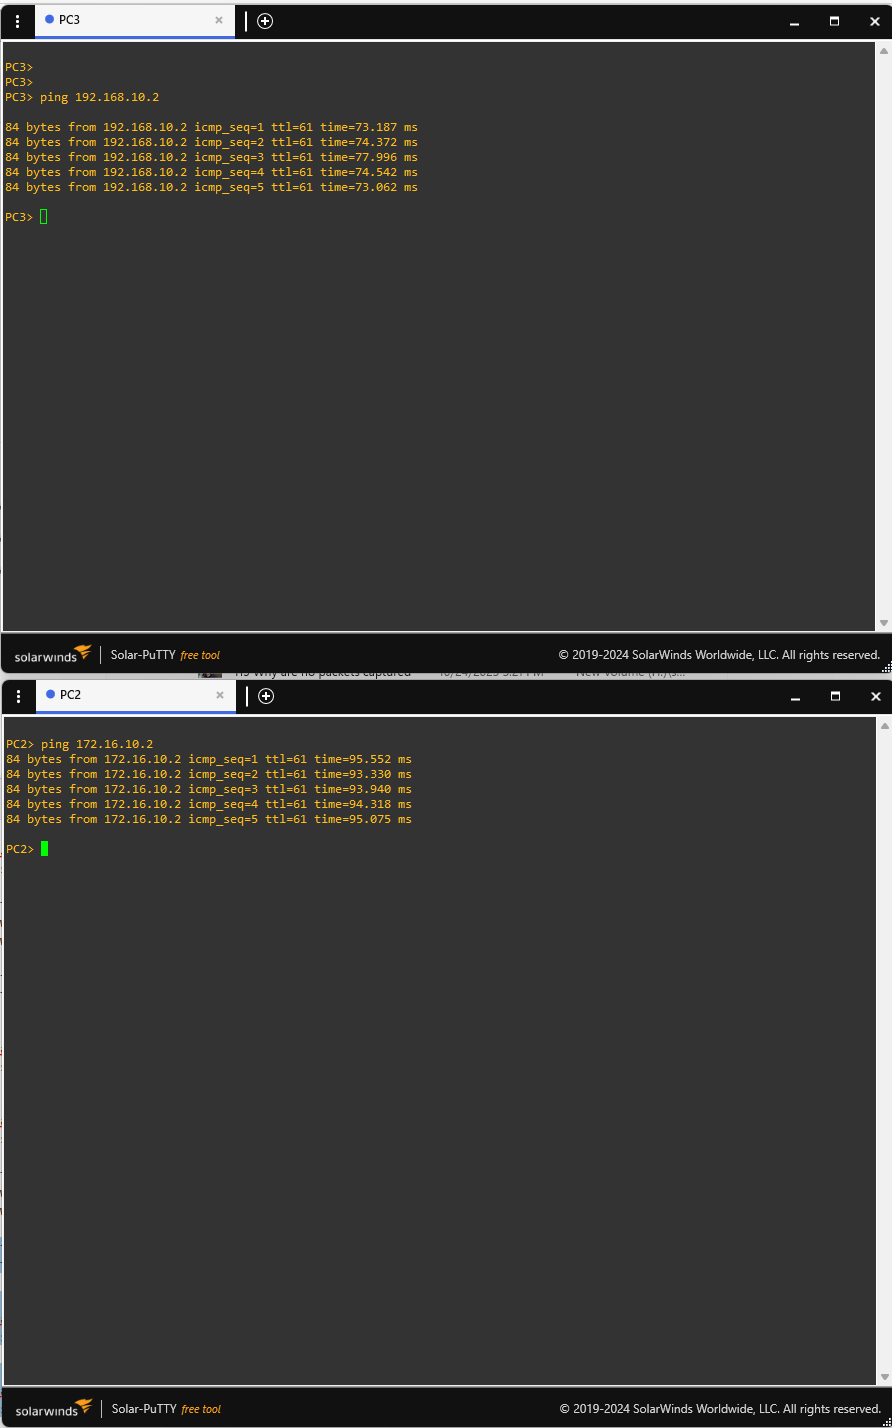 PC3
PC3>
PC3>
PC3> ping 192.168.10.2
84 bytes from 192.168.10.2 icmp_seq=1 ttl=61 time=73.187 ms
84 bytes from 192.168.10.2 icmp_seq=2 ttl=61 time=74.372 ms
84 bytes from 192.168.10.2 icmp_seq=3 ttl=61 time=77.996 ms
84 bytes from 192.168.10.2 icmp_seq=4 ttl=61 time=74.542 ms
84 bytes from 192.168.10.2 icmp_seq=5 ttl=61 time=73.062 ms
PC3>
solarwinds Solar-PuTTY free tool © 2019-2024 SolarWinds Worldwide, LLC. All rights reserved.
why are no packets captured
PC2
PC2> ping 172.16.10.2
84 bytes from 172.16.10.2 icmp_seq=1 ttl=61 time=95.552 ms
84 bytes from 172.16.10.2 icmp_seq=2 ttl=61 time=93.330 ms
84 bytes from 172.16.10.2 icmp_seq=3 ttl=61 time=93.940 ms
84 bytes from 172.16.10.2 icmp_seq=4 ttl=61 time=94.318 ms
84 bytes from 172.16.10.2 icmp_seq=5 ttl=61 time=95.075 ms
PC2>
solarwinds Solar-PuTTY free tool © 2019-2024 SolarWinds Worldwide, LLC. All rights reserved.